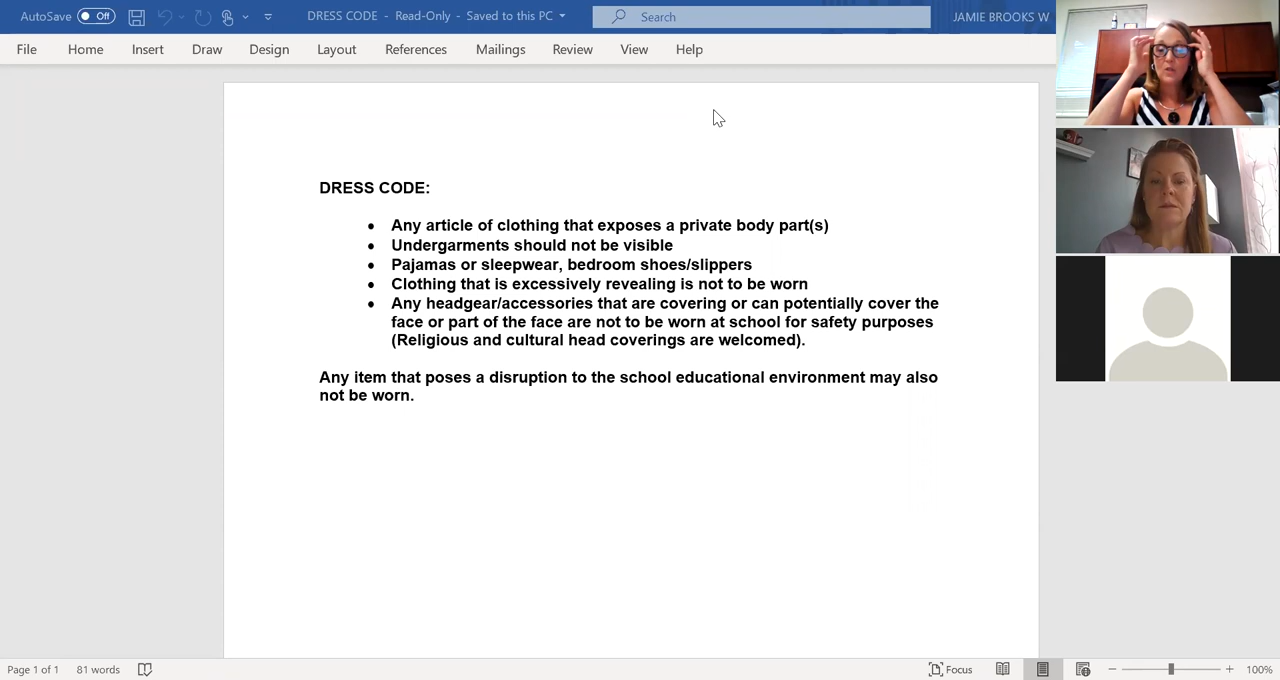 AutoSave Off DRESS CODE - Read-Only - Saved to this PC Search JAMIE BROOKS W
File Home Insert Draw Design Layout References Mailings Review View Help
DRESS CODE:
• Any article of clothing that exposes a private body part(s)
• Undergarments should not be visible
• Pajamas or sleepwear, bedroom shoes/slippers
• Clothing that is excessively revealing is not to be worn
• Any headgear/accessories that are covering or can potentially cover the
face or part of the face are not to be worn at school for safety purposes
(Religious and cultural head coverings are welcomed).
Any item that poses a disruption to the school educational environment may also
not be worn.
Page 1 of 1 81 words Focus 100%